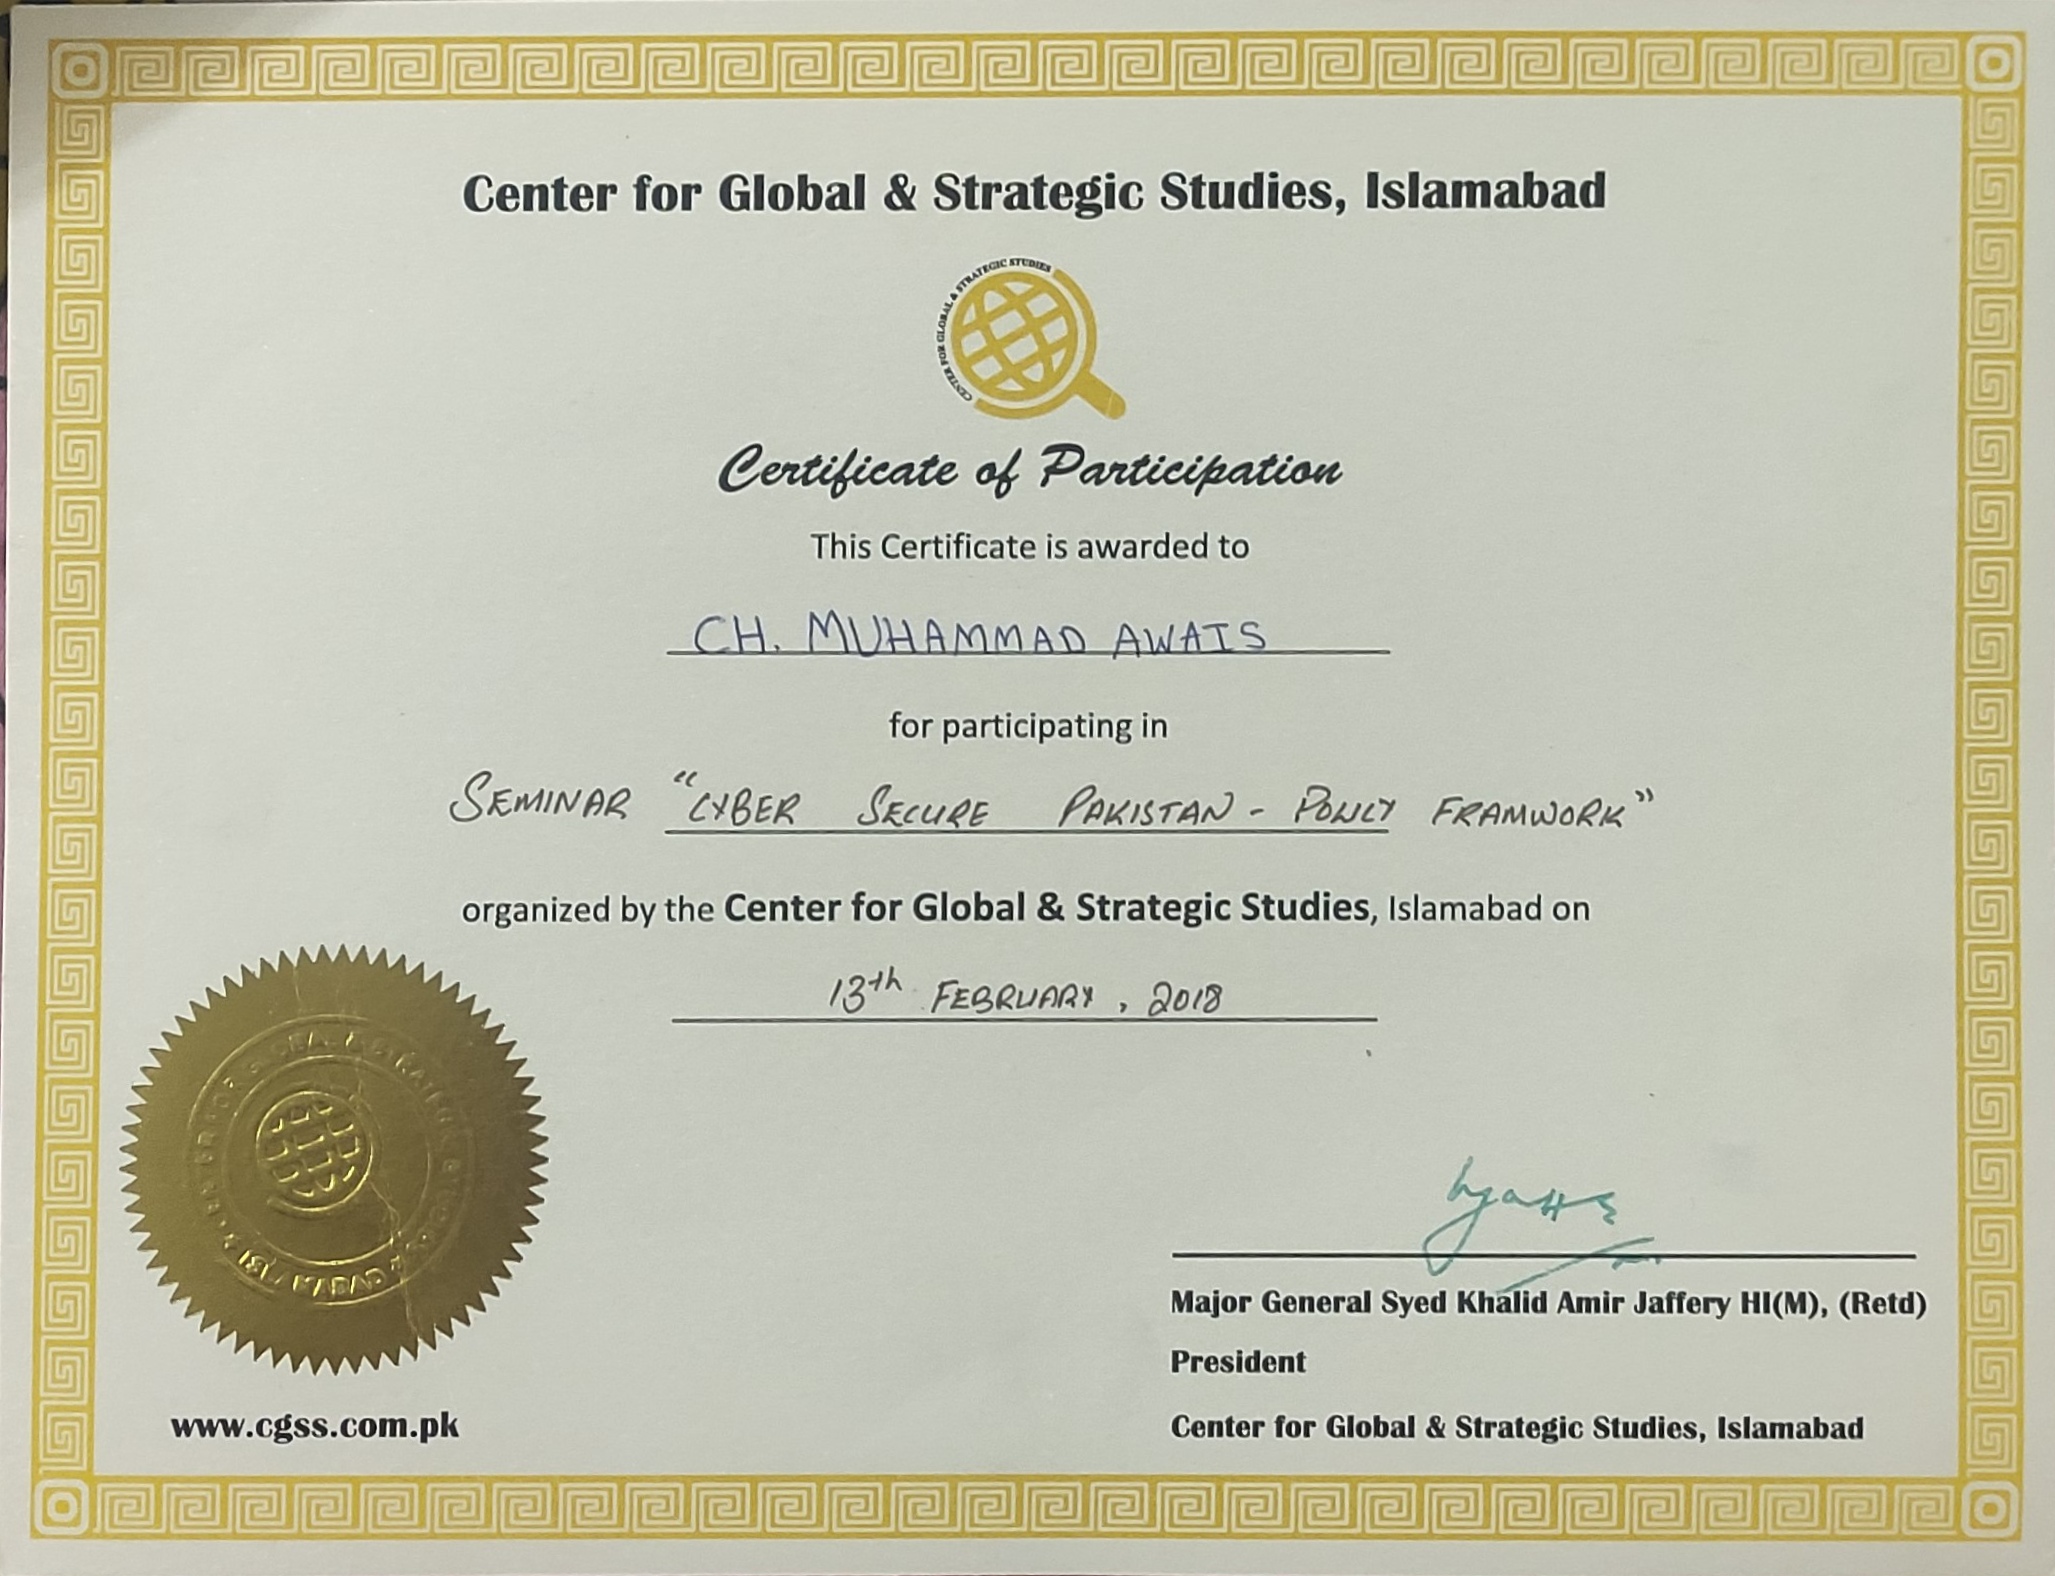 Center for Global & Strategic Studies, Islamabad
CENTER FOR GLOBAL & STRATEGIC STUDIES
Certificate of Participation
This Certificate is awarded to
CH. MUHAMMAD AWAIS
for participating in
SEMINAR "CYBER SECURE PAKISTAN - POLICY FRAMWORK"
organized by the Center for Global & Strategic Studies, Islamabad on
13th FEBRUARY, 2018
ISLAMABAD
Major General Syed Khalid Amir Jaffery HI(M), (Retd)
President
www.cgss.com.pk
Center for Global & Strategic Studies, Islamabad